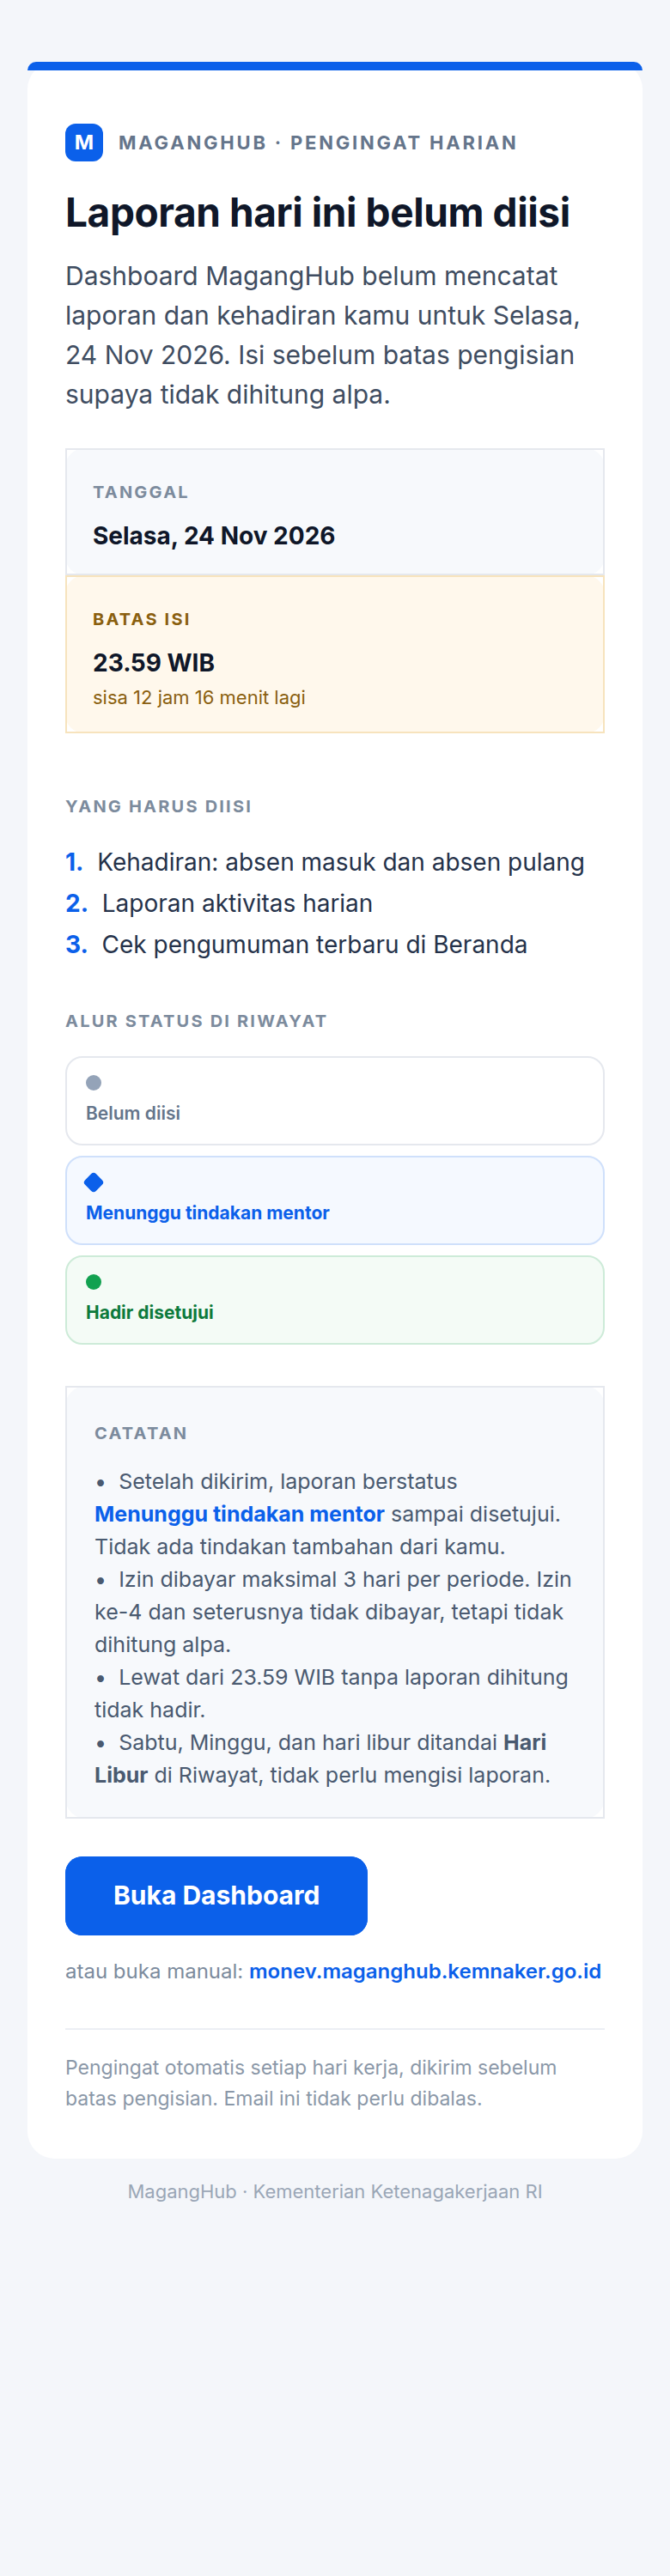 M MAGANGHUB · PENGINGAT HARIAN
Laporan hari ini belum diisi
Dashboard MagangHub belum mencatat
laporan dan kehadiran kamu untuk Selasa,
24 Nov 2026. Isi sebelum batas pengisian
supaya tidak dihitung alpa.
TANGGAL
Selasa, 24 Nov 2026
BATAS ISI
23.59 WIB
sisa 12 jam 16 menit lagi
YANG HARUS DIISI
1. Kehadiran: absen masuk dan absen pulang
2. Laporan aktivitas harian
3. Cek pengumuman terbaru di Beranda
ALUR STATUS DI RIWAYAT
Belum diisi
Menunggu tindakan mentor
Hadir disetujui
CATATAN
• Setelah dikirim, laporan berstatus
Menunggu tindakan mentor sampai disetujui.
Tidak ada tindakan tambahan dari kamu.
• Izin dibayar maksimal 3 hari per periode. Izin
ke-4 dan seterusnya tidak dibayar, tetapi tidak
dihitung alpa.
• Lewat dari 23.59 WIB tanpa laporan dihitung
tidak hadir.
• Sabtu, Minggu, dan hari libur ditandai Hari
Libur di Riwayat, tidak perlu mengisi laporan.
Buka Dashboard
atau buka manual: monev.maganghub.kemnaker.go.id
Pengingat otomatis setiap hari kerja, dikirim sebelum
batas pengisian. Email ini tidak perlu dibalas.
MagangHub · Kementerian Ketenagakerjaan RI